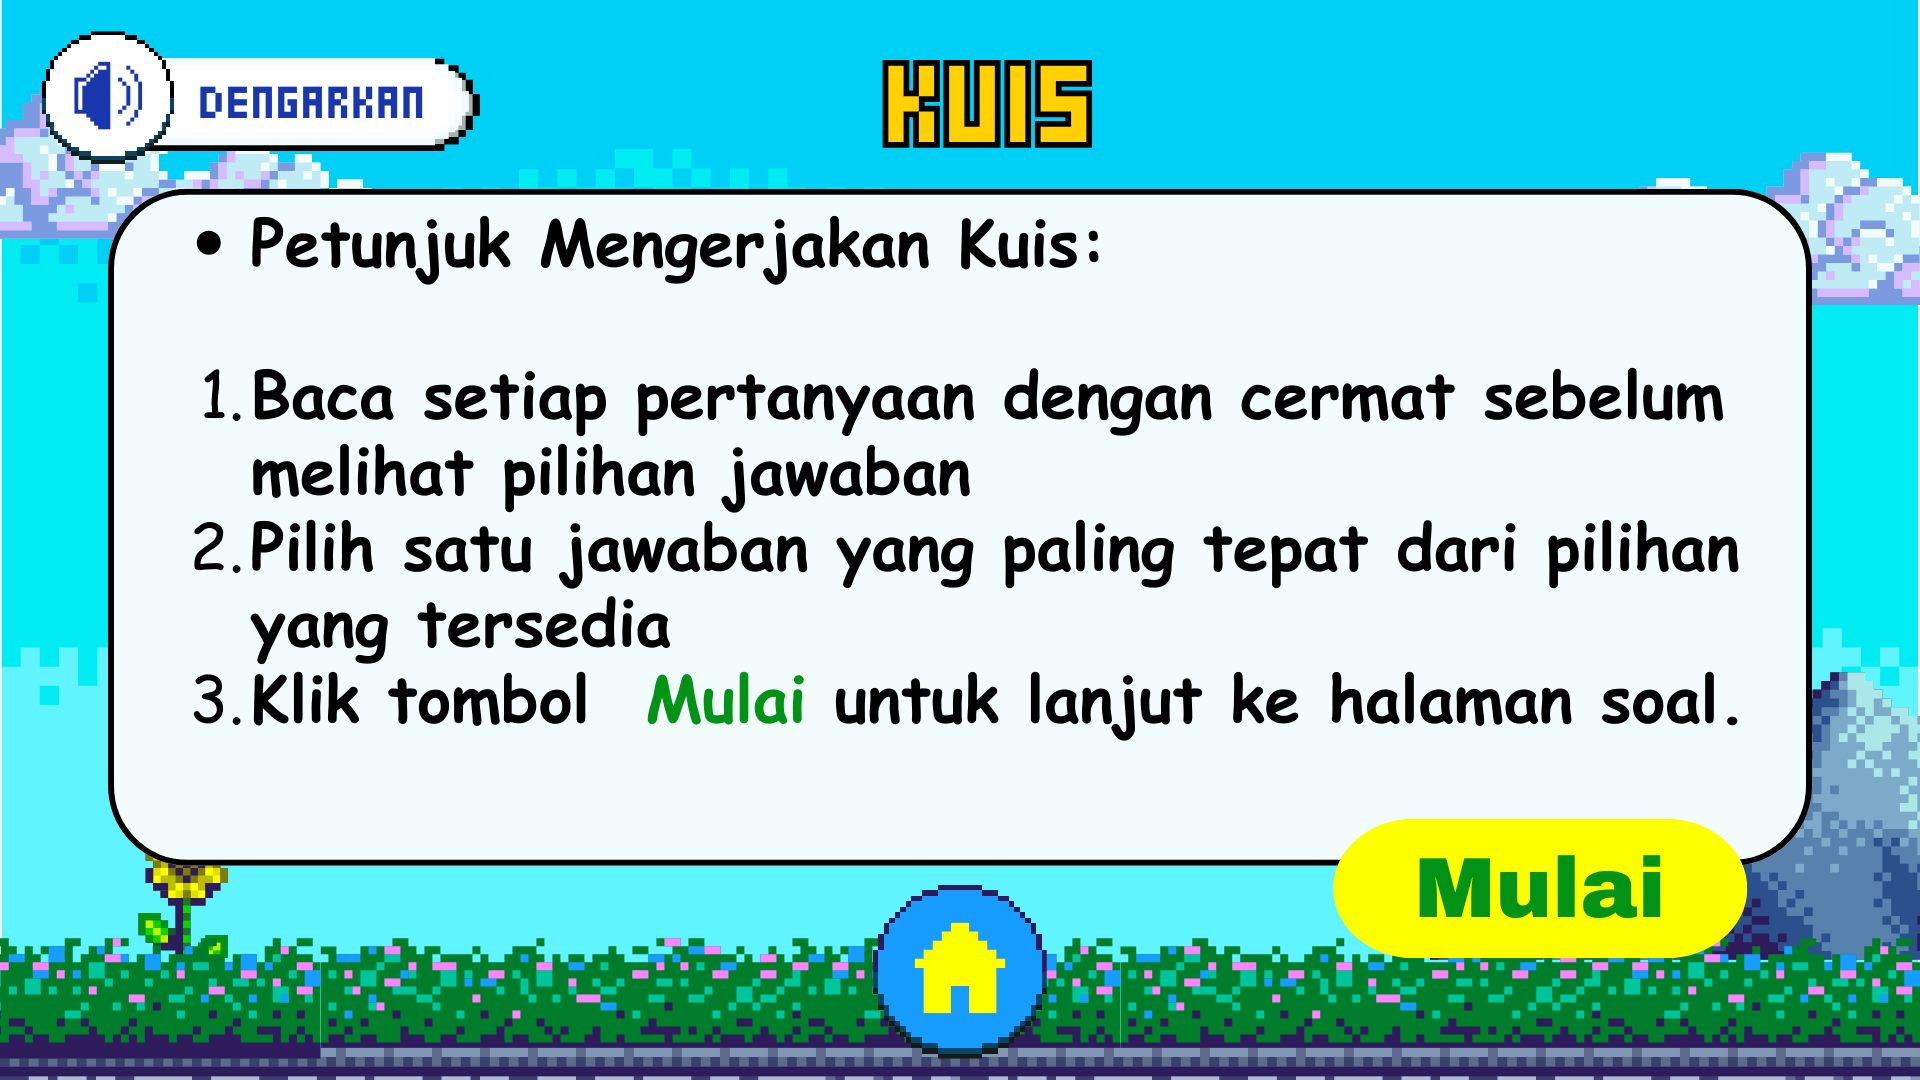 DENGARKAN
KUIS
• Petunjuk Mengerjakan Kuis:
1. Baca setiap pertanyaan dengan cermat sebelum
melihat pilihan jawaban
2. Pilih satu jawaban yang paling tepat dari pilihan
yang tersedia
3. Klik tombol Mulai untuk lanjut ke halaman soal.
Mulai